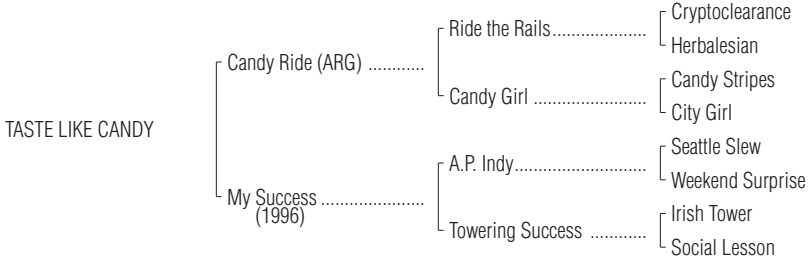 Cryptoclearance
Ride the Rails....................
Herbalesian
Candy Ride (ARG) ............
Candy Stripes
Candy Girl ........................
City Girl
TASTE LIKE CANDY
Seattle Slew
A.P. Indy............................
Weekend Surprise
My Success ......................
(1996)
Irish Tower
Towering Success ............
Social Lesson